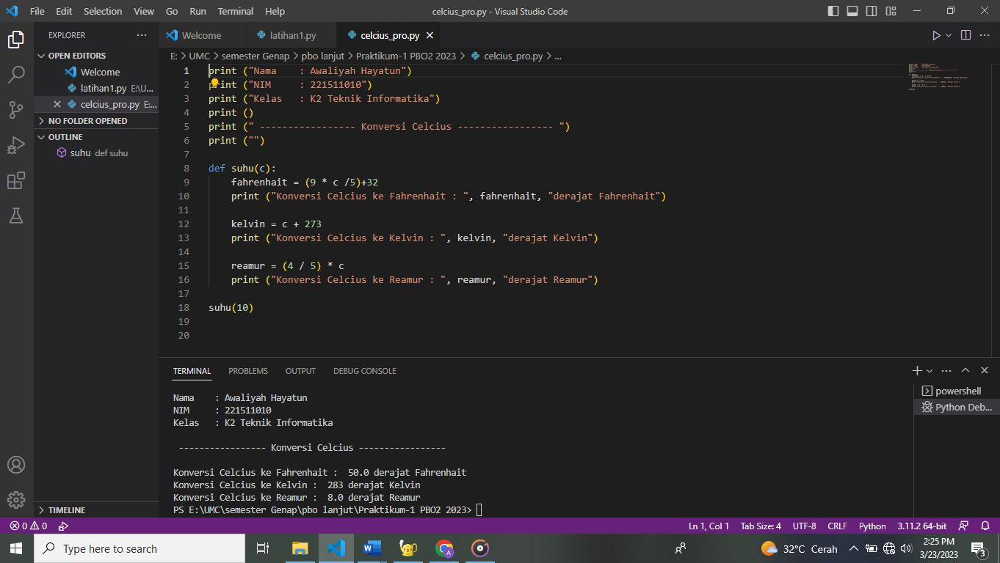 File Edit Selection View Go Run Terminal Help celcius_pro.py - Visual Studio Code
EXPLORER ...
Welcome latihan1.py celcius_pro.py
OPEN EDITORS
Welcome
latihan1.py E:\U...
celcius_pro.py E:...
NO FOLDER OPENED
OUTLINE
suhu def suhu
TIMELINE
E: > UMC > semester Genap > pbo lanjut > Praktikum-1 PBO2 2023 > celcius_pro.py > ...
1 print ("Nama    : Awaliyah Hayatun")
2 print ("NIM     : 221511010")
3 print ("Kelas   : K2 Teknik Informatika")
4 print ()
5 print (" ----------------- Konversi Celcius ----------------- ")
6 print ("")
7
8 def suhu(c):
9     fahrenhait = (9 * c /5)+32
10     print ("Konversi Celcius ke Fahrenhait : ", fahrenhait, "derajat Fahrenhait")
11
12     kelvin = c + 273
13     print ("Konversi Celcius ke Kelvin : ", kelvin, "derajat Kelvin")
14
15     reamur = (4 / 5) * c
16     print ("Konversi Celcius ke Reamur : ", reamur, "derajat Reamur")
17
18 suhu(10)
19
20
TERMINAL PROBLEMS OUTPUT DEBUG CONSOLE
powershell
Python Deb...
Nama    : Awaliyah Hayatun
NIM     : 221511010
Kelas   : K2 Teknik Informatika
 ----------------- Konversi Celcius -----------------
Konversi Celcius ke Fahrenhait :  50.0 derajat Fahrenhait
Konversi Celcius ke Kelvin :  283 derajat Kelvin
Konversi Celcius ke Reamur :  8.0 derajat Reamur
PS E:\UMC\semester Genap\pbo lanjut\Praktikum-1 PBO2 2023>
0 0 Ln 1, Col 1 Tab Size: 4 UTF-8 CRLF Python 3.11.2 64-bit
Type here to search 32°C Cerah 2:25 PM
3/23/2023 3